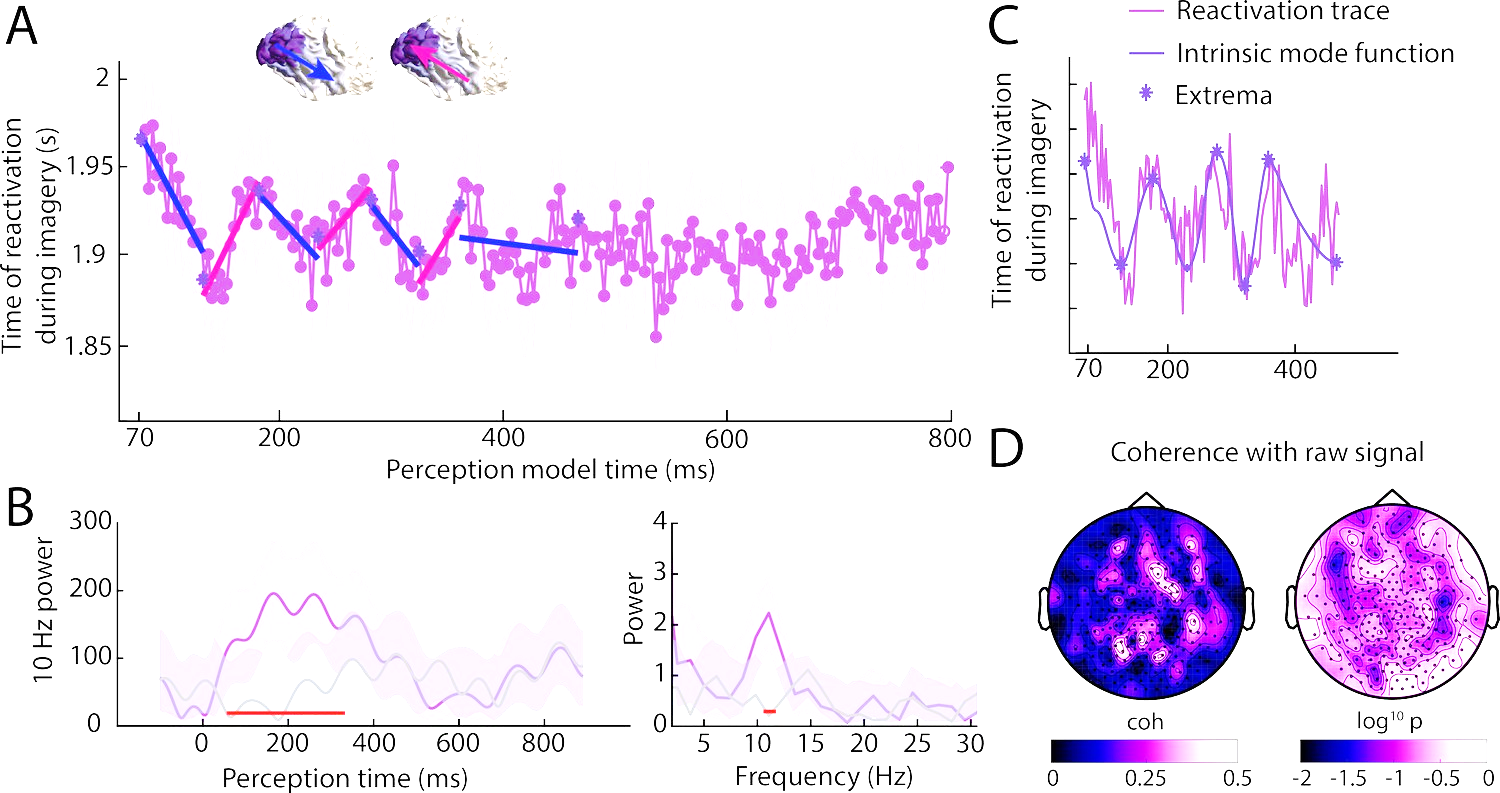 A
2
1.95
1.9
1.85
Time of reactivation
during imagery (s)
70
200
400
600
800
Perception model time (ms)
C
Reactivation trace
Intrinsic mode function
Extrema
Time of reactivation
during imagery
70
200
400
B
300
200
100
0
10 Hz power
0
200
400
600
800
Perception time (ms)
4
3
2
1
0
Power
5
10
15
20
25
30
Frequency (Hz)
D
Coherence with raw signal
coh
0
0.25
0.5
log¹⁰ p
-2
-1.5
-1
-0.5
0